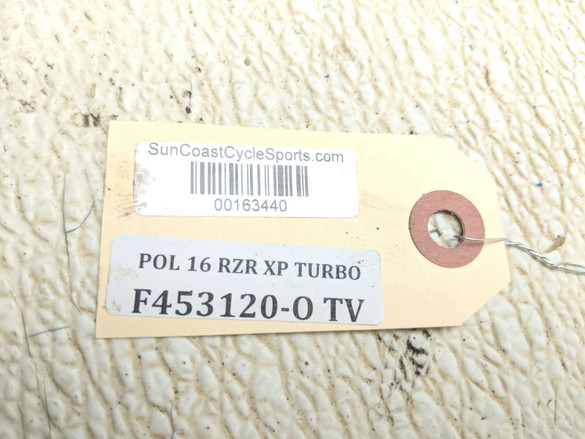 SunCoastCycleSports.com
00163440
POL 16 RZR XP TURBO
F453120-O TV